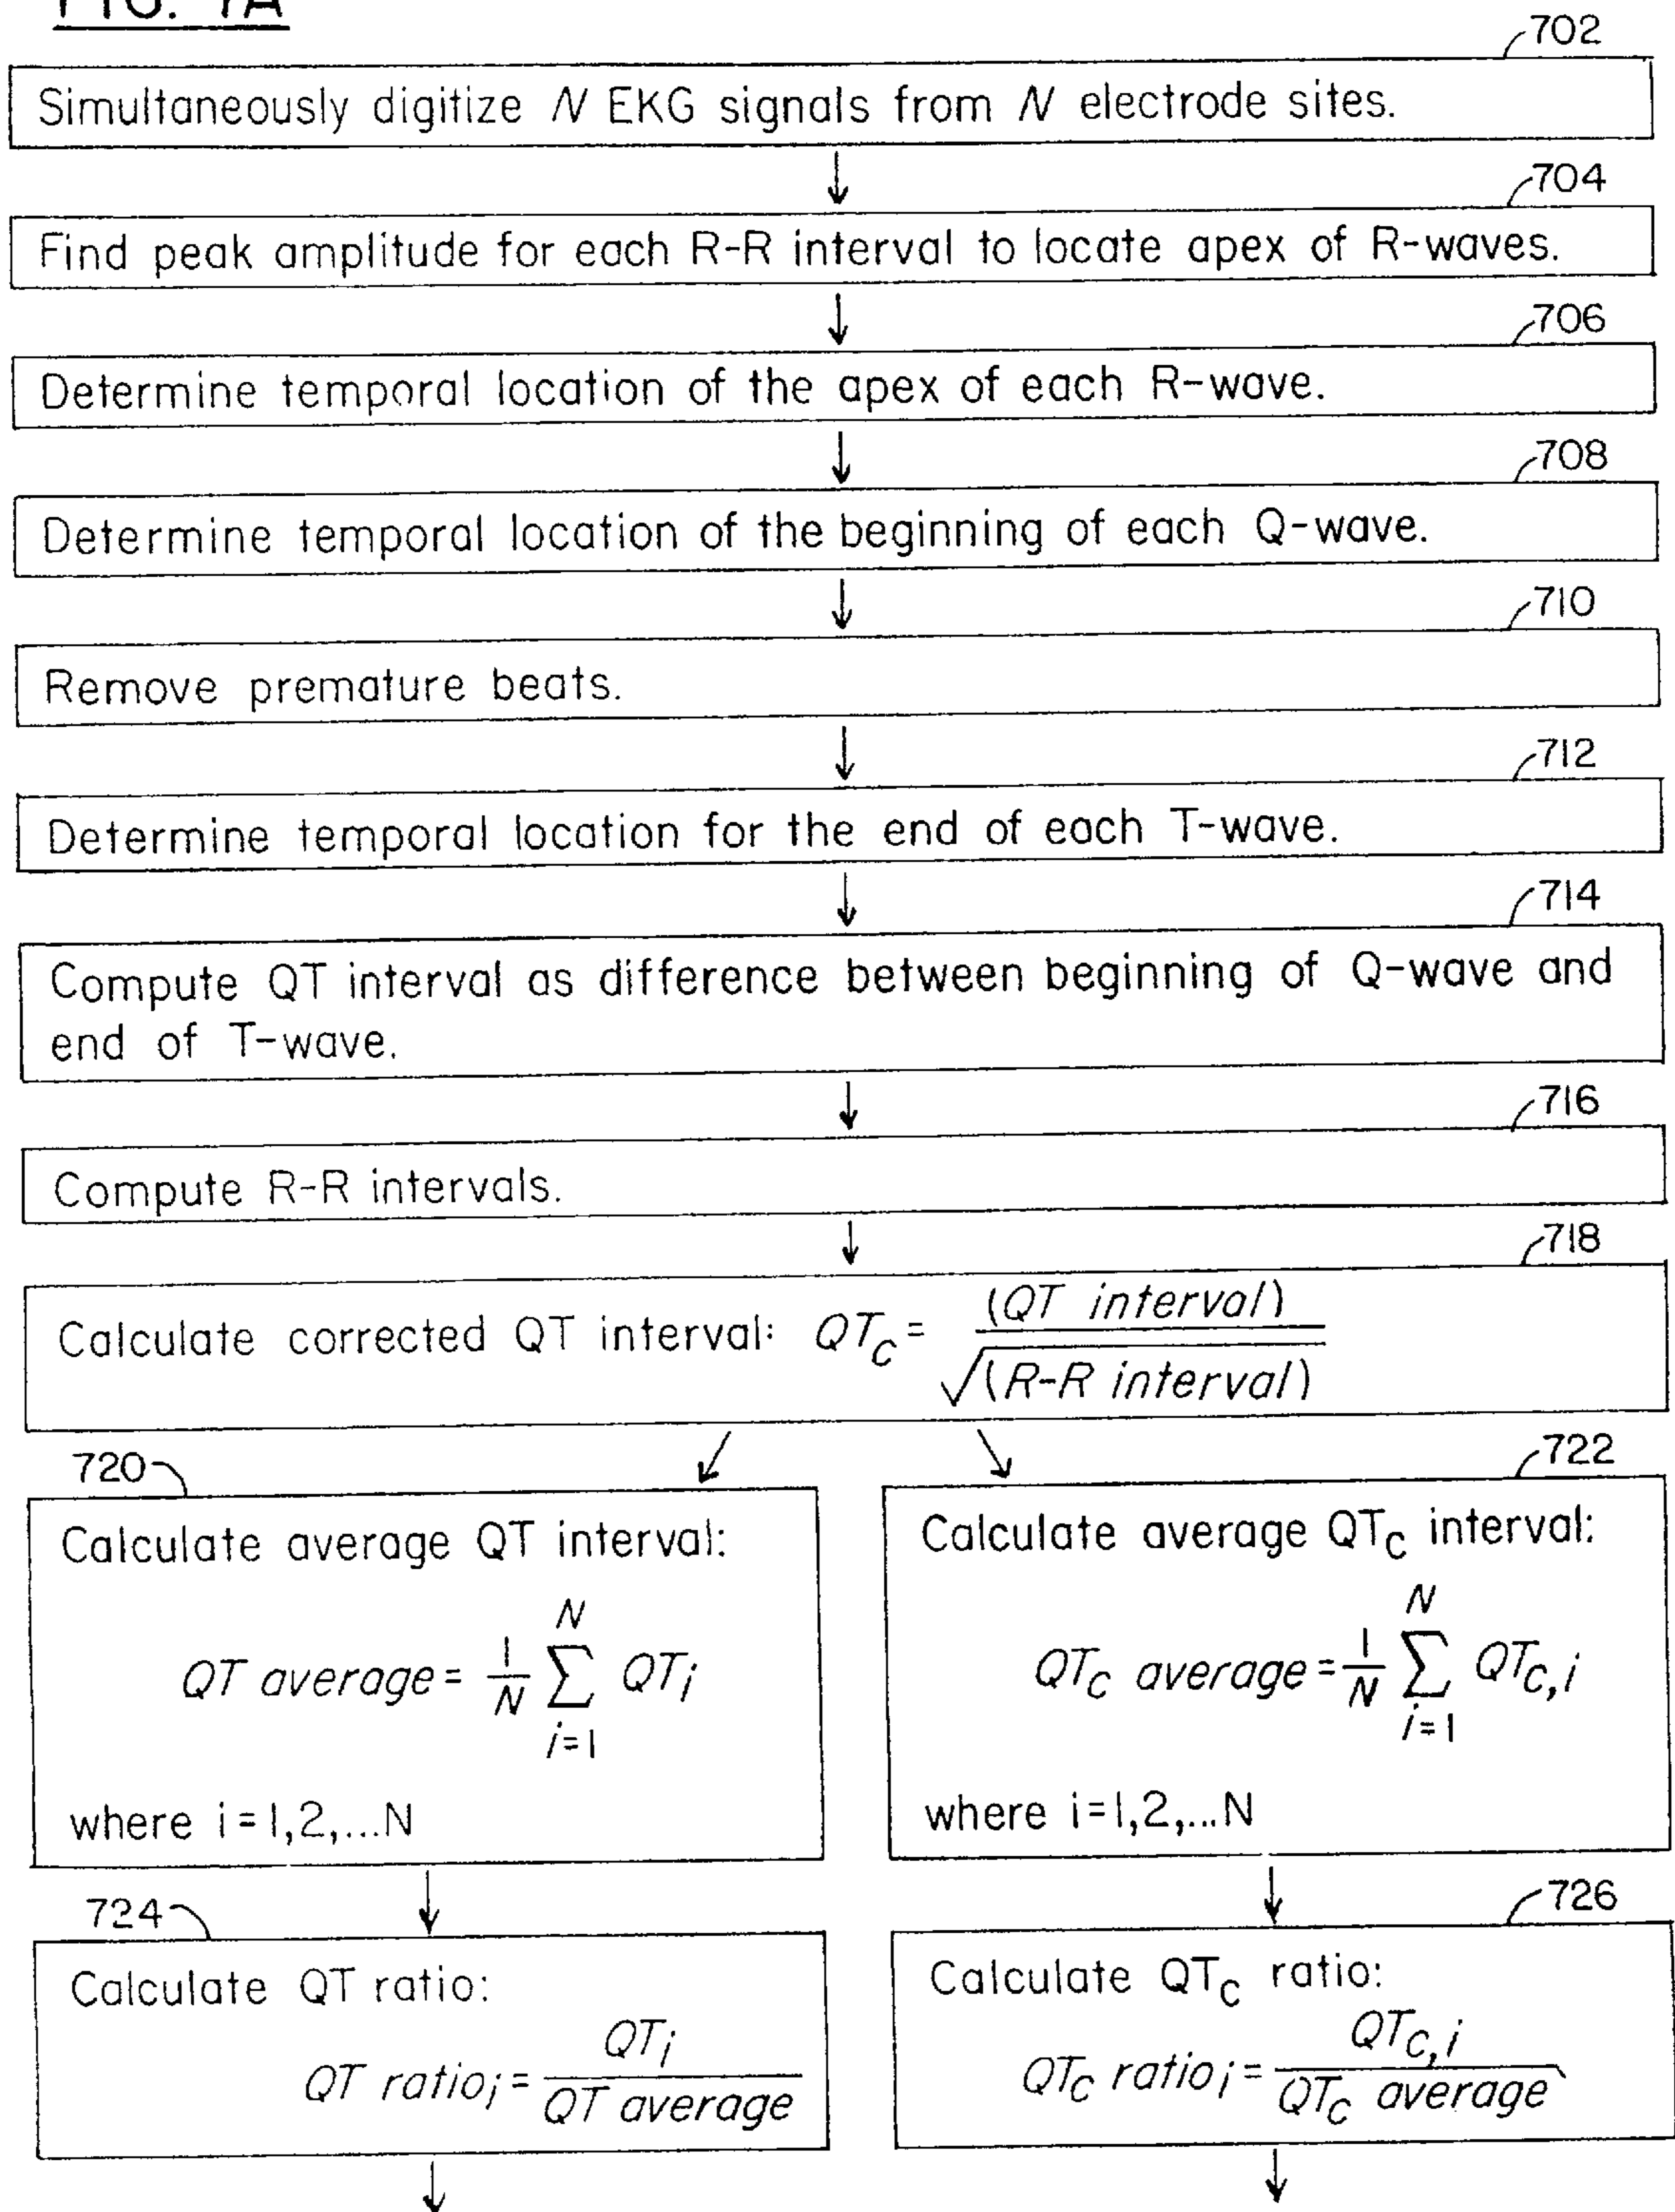 FIG. 7A
702
Simultaneously digitize N EKG signals from N electrode sites.
704
Find peak amplitude for each R-R interval to locate apex of R-waves.
706
Determine temporal location of the apex of each R-wave.
708
Determine temporal location of the beginning of each Q-wave.
710
Remove premature beats.
712
Determine temporal location for the end of each T-wave.
714
Compute QT interval as difference between beginning of Q-wave and
end of T-wave.
716
Compute R-R intervals.
718
Calculate corrected QT interval: QT_C = (QT interval) / √(R-R interval)
720
Calculate average QT interval:
QT average = 1/N ∑_{i=1}^{N} QT_i
where i=1,2,...N
722
Calculate average QT_C interval:
QT_C average = 1/N ∑_{i=1}^{N} QT_{C,i}
where i=1,2,...N
724
Calculate QT ratio:
QT ratio_i = QT_i / QT average
726
Calculate QT_C ratio:
QT_C ratio_i = QT_{C,i} / QT_C average